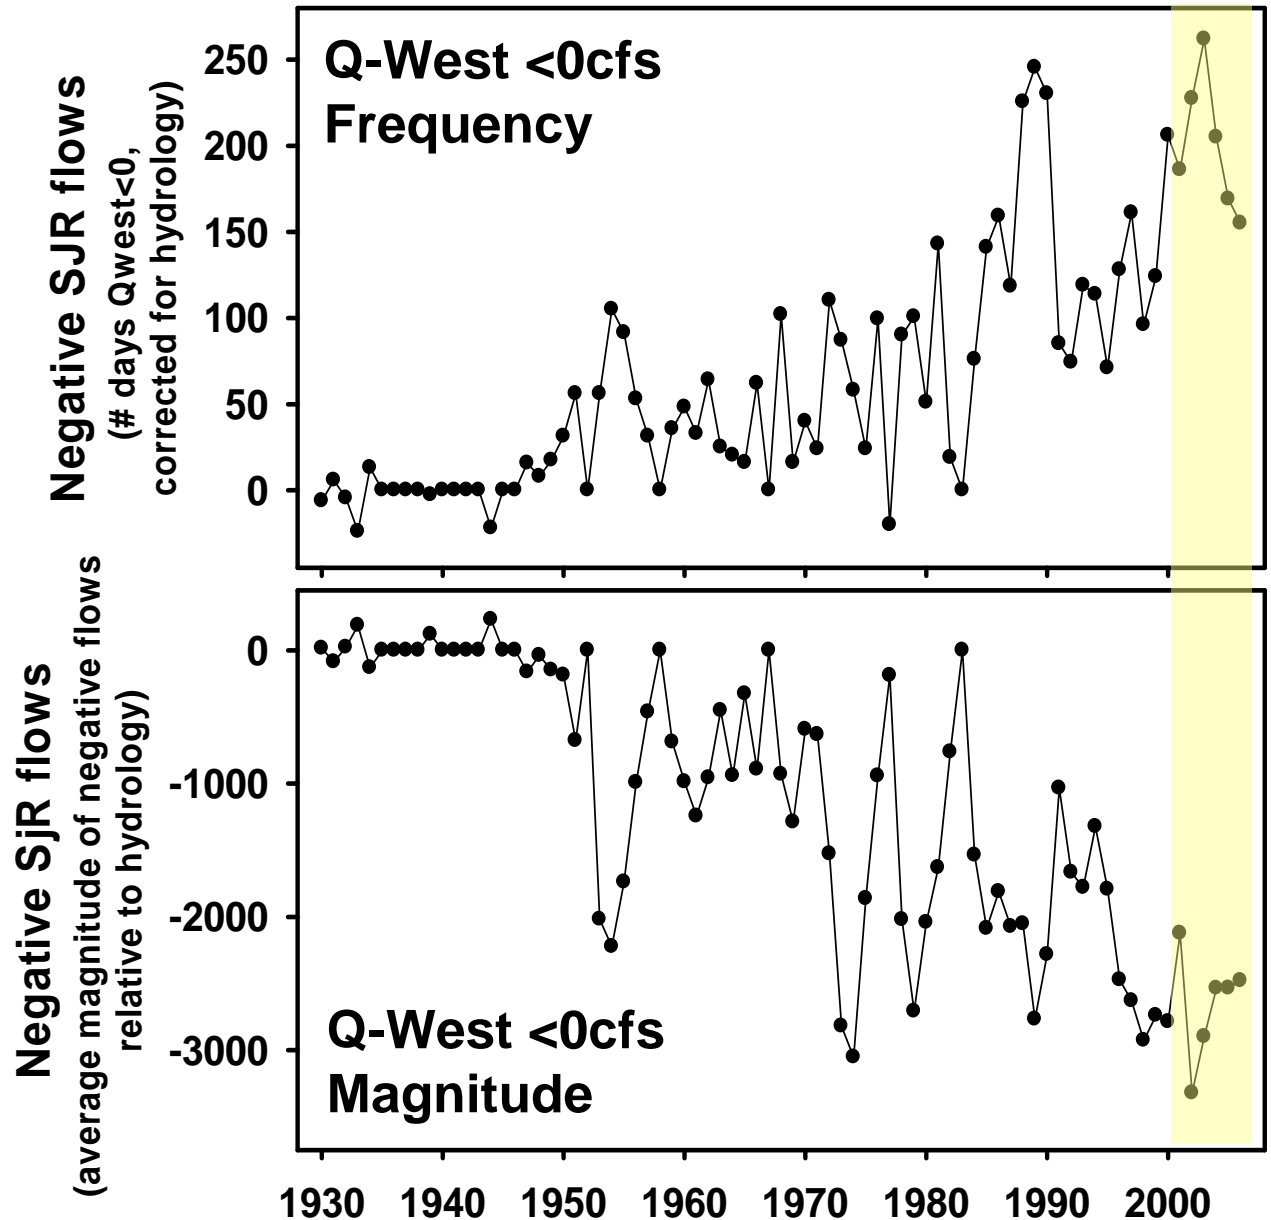 Q-West <0cfs
Frequency
Negative SJR flows
(# days Qwest<0,
corrected for hydrology)
250
200
150
100
50
0
Negative SjR flows
(average magnitude of negative flows
relative to hydrology)
0
-1000
-2000
-3000
Q-West <0cfs
Magnitude
1930 1940 1950 1960 1970 1980 1990 2000